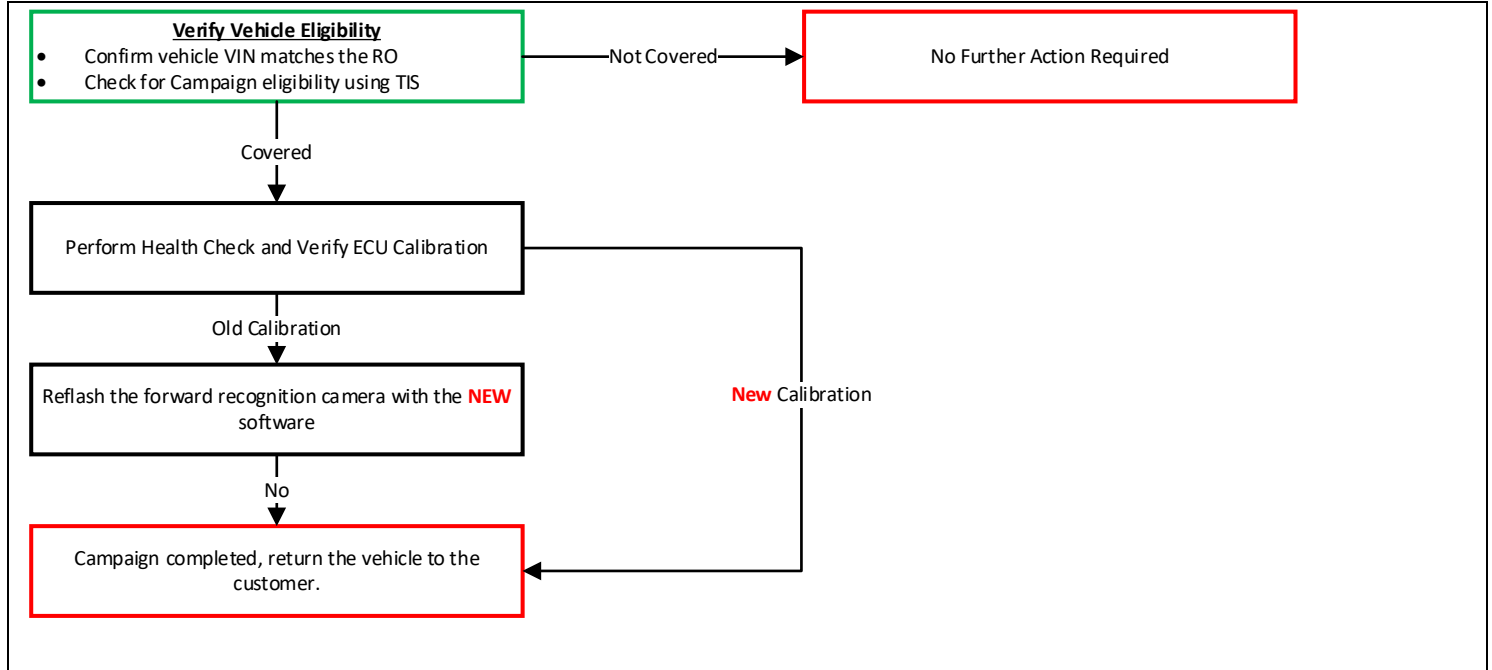 Verify Vehicle Eligibility
• Confirm vehicle VIN matches the RO
• Check for Campaign eligibility using TIS
Not Covered
No Further Action Required
Covered
Perform Health Check and Verify ECU Calibration
Old Calibration
Reflash the forward recognition camera with the NEW
software
New Calibration
No
Campaign completed, return the vehicle to the
customer.